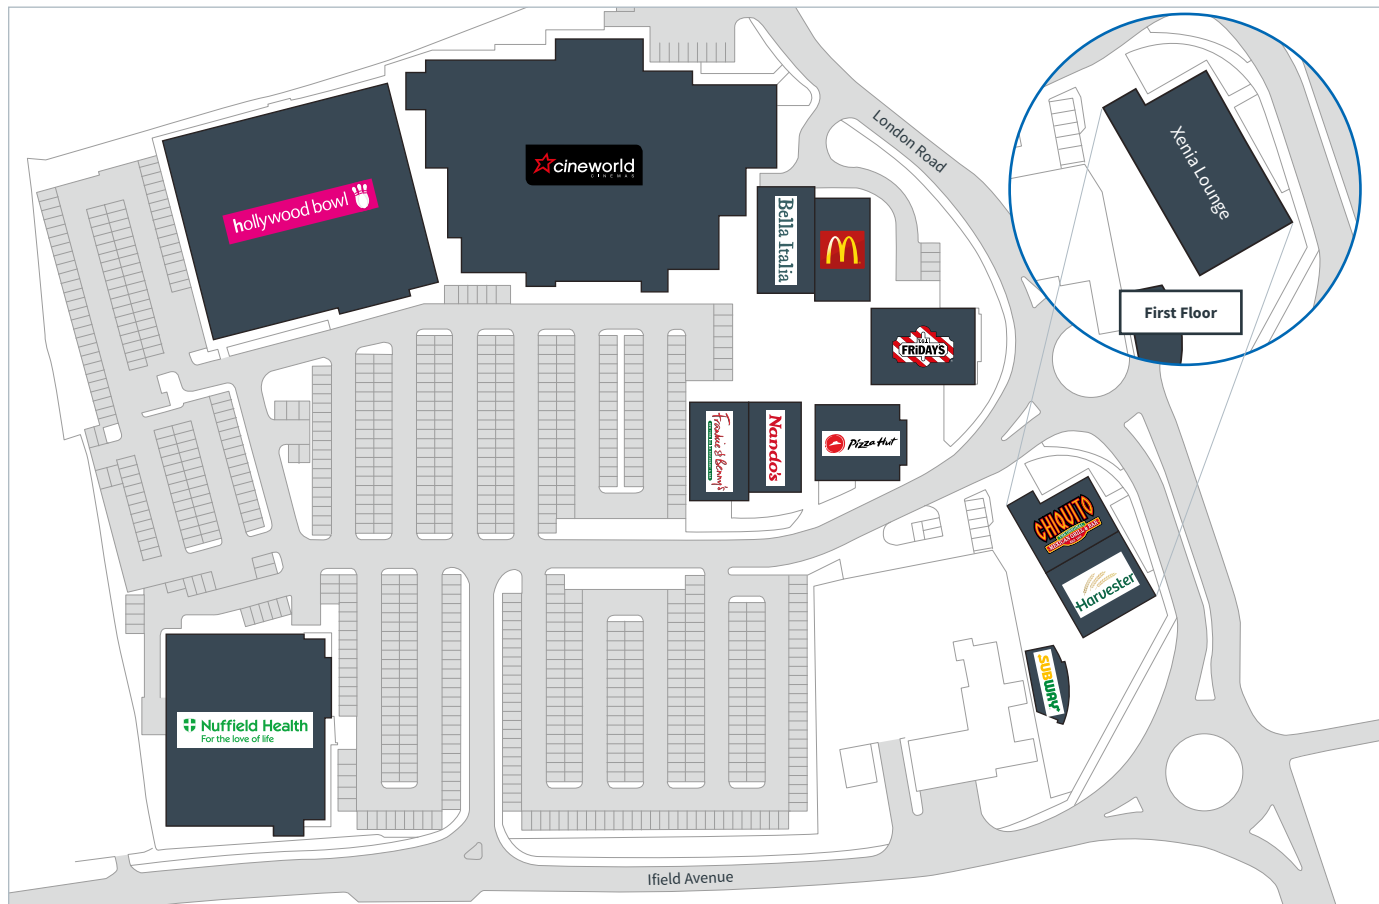 London Road
Xenia Lounge
First Floor
cineworld
CINEMAS
hollywood bowl
Bella Italia
M
FRiDAY'S
Frankie & Benny's
Nando's
Pizza Hut
CHIQUITO
Harvester
SUBWAY
Nuffield Health
For the love of life
Ifield Avenue